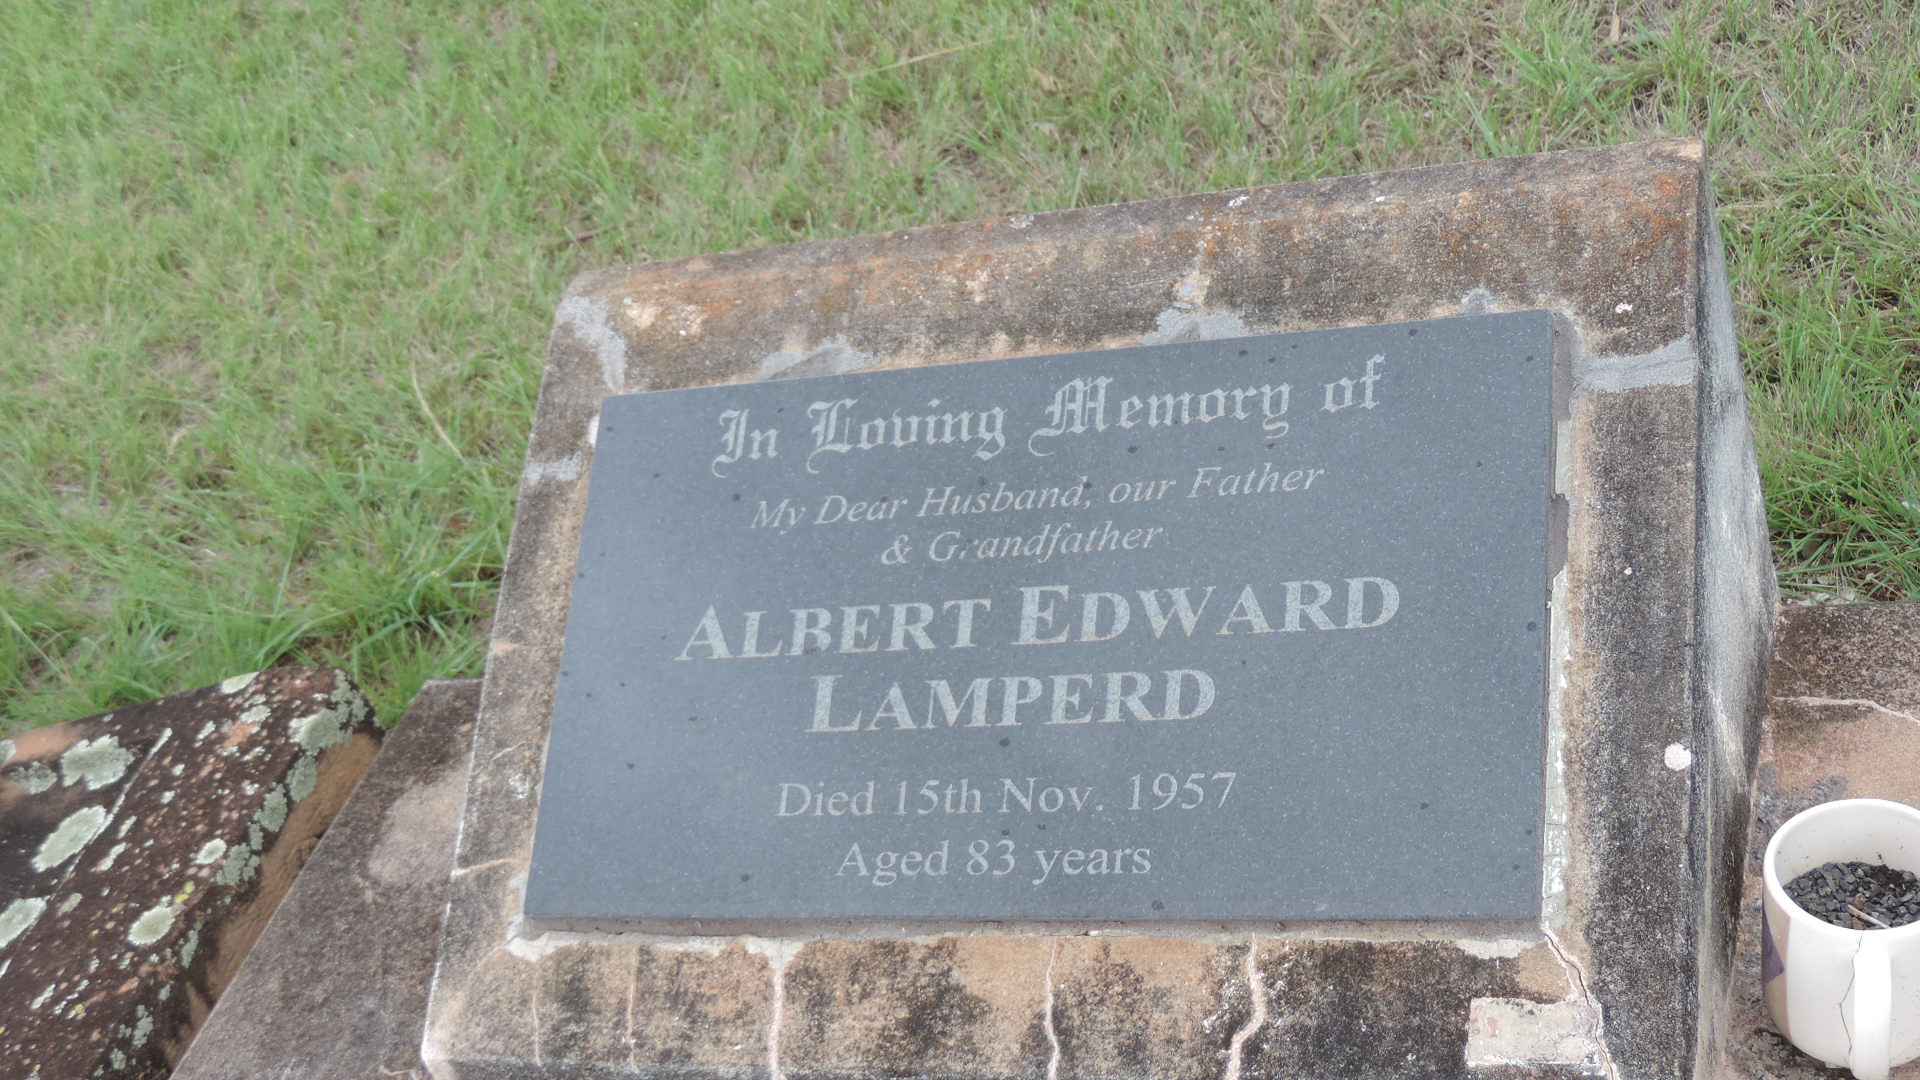 In Loving Memory of
My Dear Husband, our Father
& Grandfather
ALBERT EDWARD
LAMPERD
Died 15th Nov. 1957
Aged 83 years